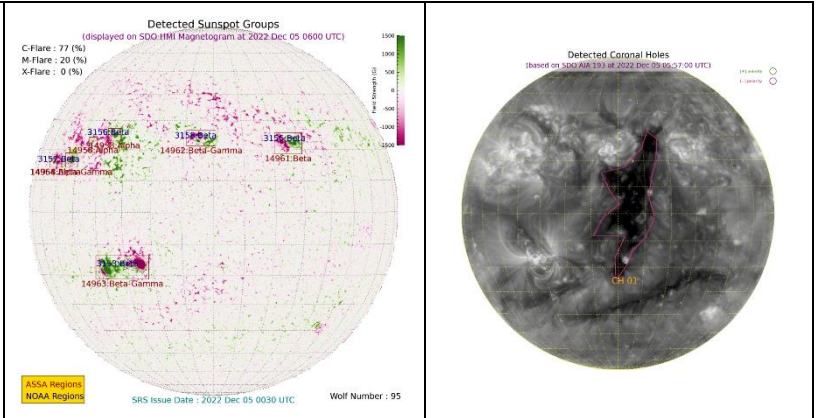 Detected Sunspot Groups
(displayed on SDO HMI Magnetogram at 2022 Dec 05 0600 UTC)
C-Flare : 77 (%)
M-Flare : 20 (%)
X-Flare : 0 (%)
1500
1000
500
0
-500
-1000
-1500
Field Strength (G)
14962:Beta-Gamma
14961:Beta
14963:Beta-Gamma
ASSA Regions
NOAA Regions
SRS Issue Date : 2022 Dec 05 0030 UTC
Wolf Number : 95
Detected Coronal Holes
(based on SDO AIA 193 at 2022 Dec 05 05:57:00 UTC)
[+] polarity
[-] polarity
CH 01